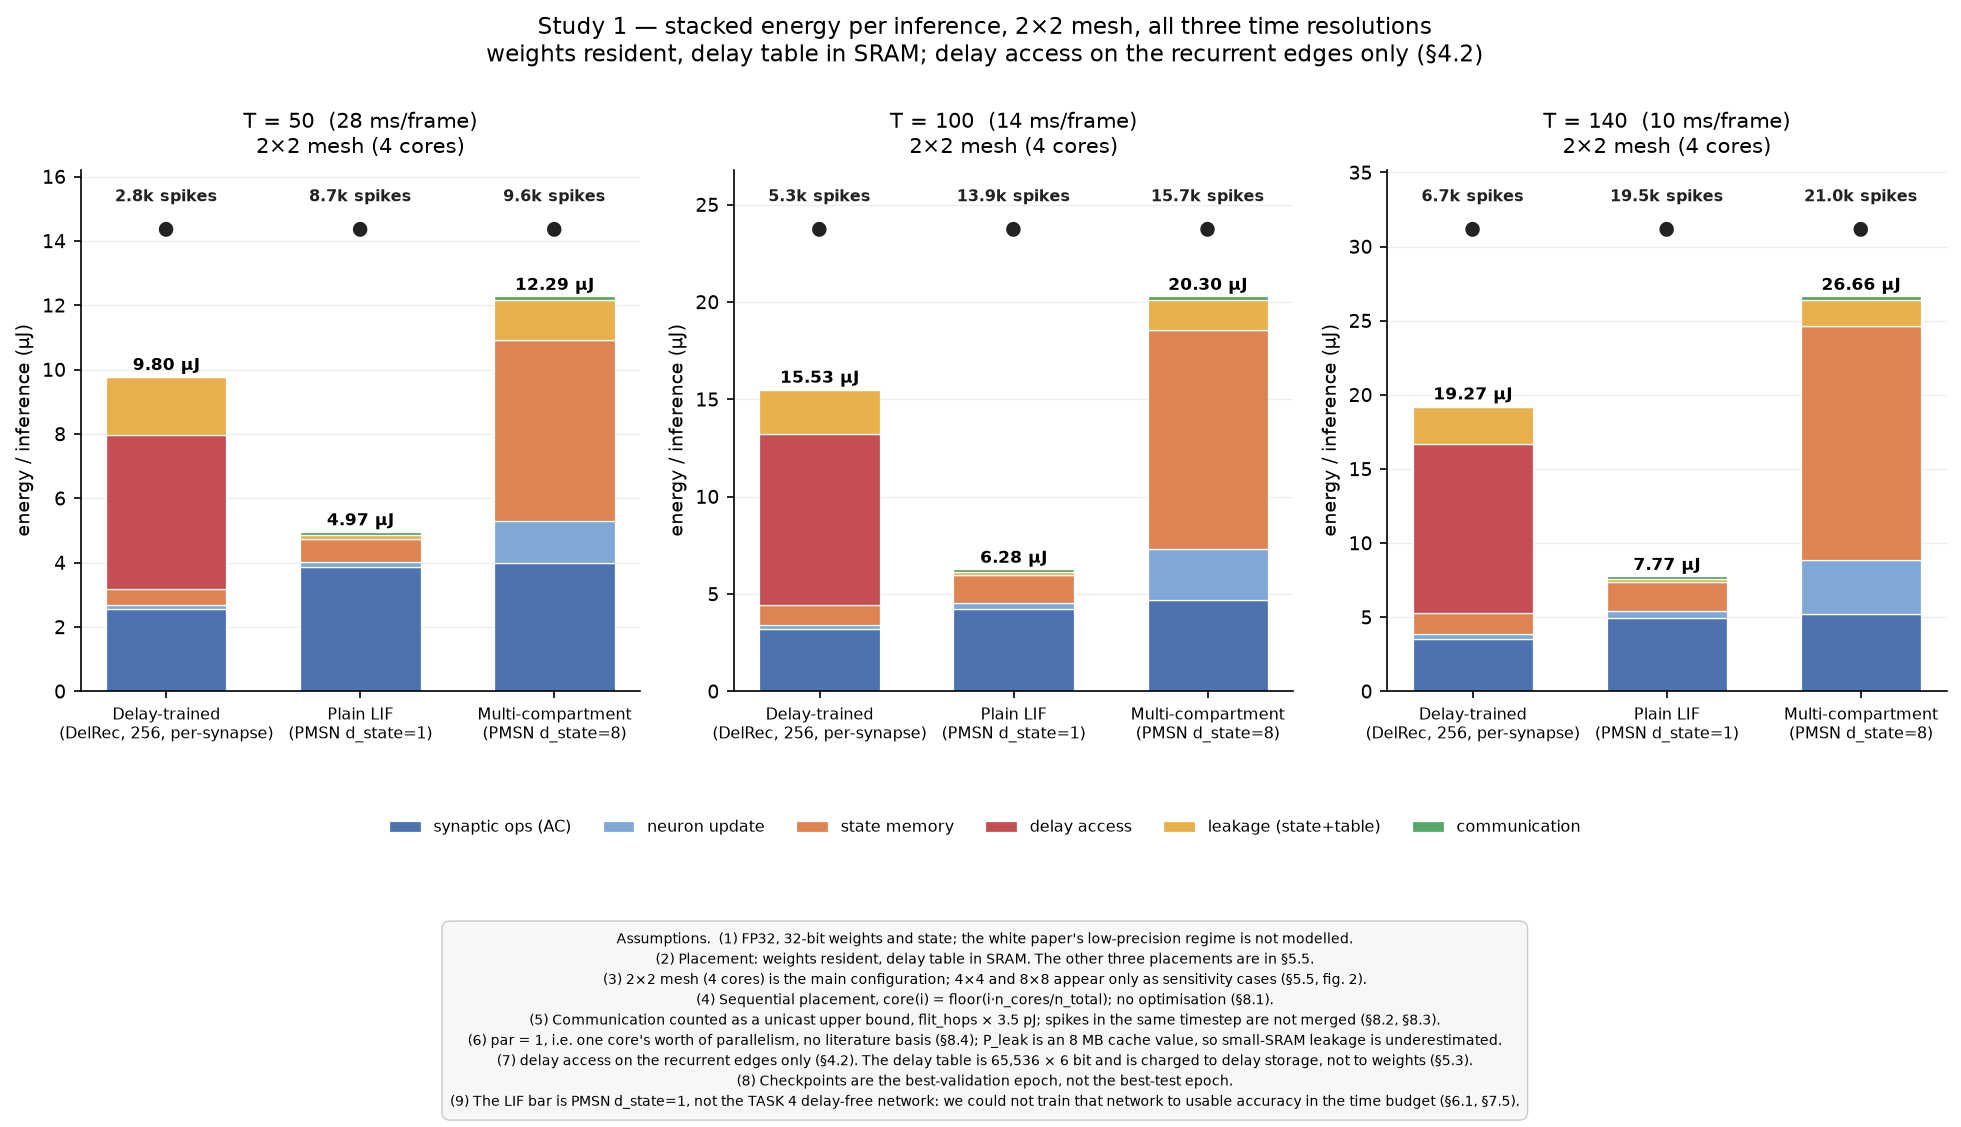 Study 1 — stacked energy per inference, 2×2 mesh, all three time resolutions
weights resident, delay table in SRAM; delay access on the recurrent edges only (§4.2)
T = 50  (28 ms/frame)
2×2 mesh (4 cores)
energy / inference (µJ)
16
14
12
10
8
6
4
2
0
2.8k spikes
8.7k spikes
9.6k spikes
9.80 µJ
4.97 µJ
12.29 µJ
Delay-trained
(DelRec, 256, per-synapse)
Plain LIF
(PMSN d_state=1)
Multi-compartment
(PMSN d_state=8)
T = 100  (14 ms/frame)
2×2 mesh (4 cores)
energy / inference (µJ)
25
20
15
10
5
0
5.3k spikes
13.9k spikes
15.7k spikes
15.53 µJ
6.28 µJ
20.30 µJ
Delay-trained
(DelRec, 256, per-synapse)
Plain LIF
(PMSN d_state=1)
Multi-compartment
(PMSN d_state=8)
T = 140  (10 ms/frame)
2×2 mesh (4 cores)
energy / inference (µJ)
35
30
25
20
15
10
5
0
6.7k spikes
19.5k spikes
21.0k spikes
19.27 µJ
7.77 µJ
26.66 µJ
Delay-trained
(DelRec, 256, per-synapse)
Plain LIF
(PMSN d_state=1)
Multi-compartment
(PMSN d_state=8)
synaptic ops (AC)
neuron update
state memory
delay access
leakage (state+table)
communication
Assumptions.  (1) FP32, 32-bit weights and state; the white paper's low-precision regime is not modelled.
(2) Placement: weights resident, delay table in SRAM. The other three placements are in §5.5.
(3) 2×2 mesh (4 cores) is the main configuration; 4×4 and 8×8 appear only as sensitivity cases (§5.5, fig. 2).
(4) Sequential placement, core(i) = floor(i·n_cores/n_total); no optimisation (§8.1).
(5) Communication counted as a unicast upper bound, flit_hops × 3.5 pJ; spikes in the same timestep are not merged (§8.2, §8.3).
(6) par = 1, i.e. one core's worth of parallelism, no literature basis (§8.4); P_leak is an 8 MB cache value, so small-SRAM leakage is underestimated.
(7) delay access on the recurrent edges only (§4.2). The delay table is 65,536 × 6 bit and is charged to delay storage, not to weights (§5.3).
(8) Checkpoints are the best-validation epoch, not the best-test epoch.
(9) The LIF bar is PMSN d_state=1, not the TASK 4 delay-free network: we could not train that network to usable accuracy in the time budget (§6.1, §7.5).